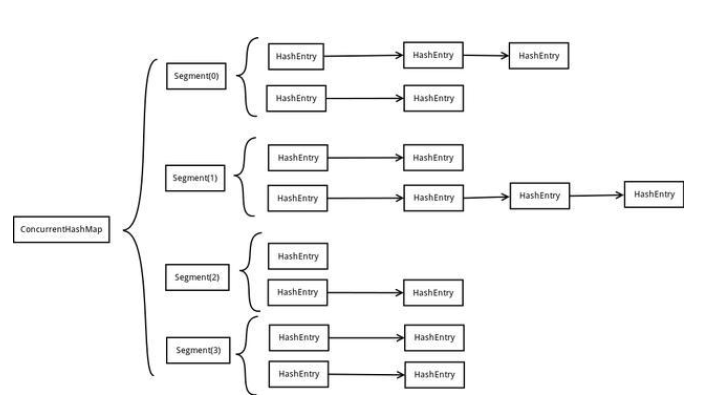 HashEntry HashEntry HashEntry
Segment(0)
HashEntry HashEntry
HashEntry HashEntry
Segment(1)
HashEntry HashEntry HashEntry HashEntry
ConcurrentHashMap
HashEntry
Segment(2)
HashEntry HashEntry
HashEntry HashEntry
Segment(3)
HashEntry HashEntry